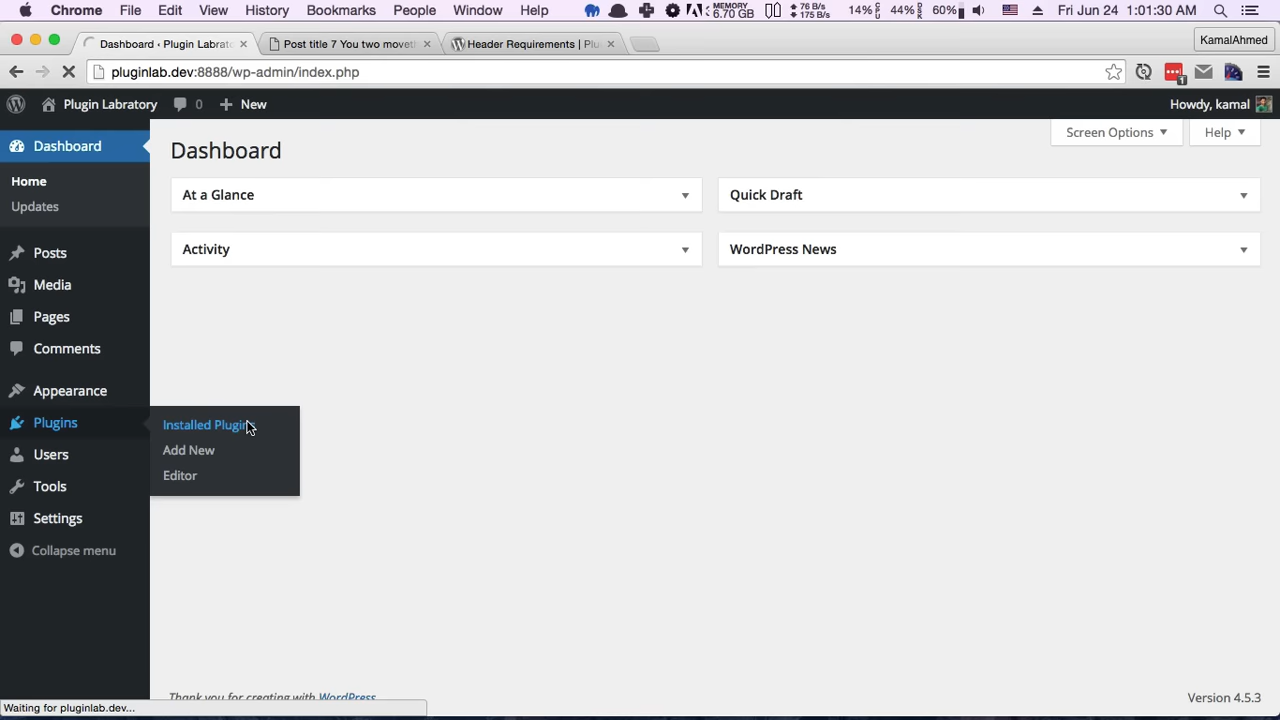 Chrome File Edit View History Bookmarks People Window Help MEMORY 6.70 GB 76 B/s 175 B/s 14% 44% 60% Fri Jun 24 1:01:30 AM
Dashboard ‹ Plugin Laborat Post title 7 You two moveth Header Requirements | Plu KamalAhmed
pluginlab.dev:8888/wp-admin/index.php
Plugin Labratory 0 New Howdy, kamal
Dashboard
Screen Options Help
Dashboard
Home
Updates
At a Glance Quick Draft
Activity WordPress News
Posts
Media
Pages
Comments
Appearance
Plugins
Installed Plugins
Add New
Editor
Users
Tools
Settings
Collapse menu
Thank you for creating with WordPress
Version 4.5.3
Waiting for pluginlab.dev...